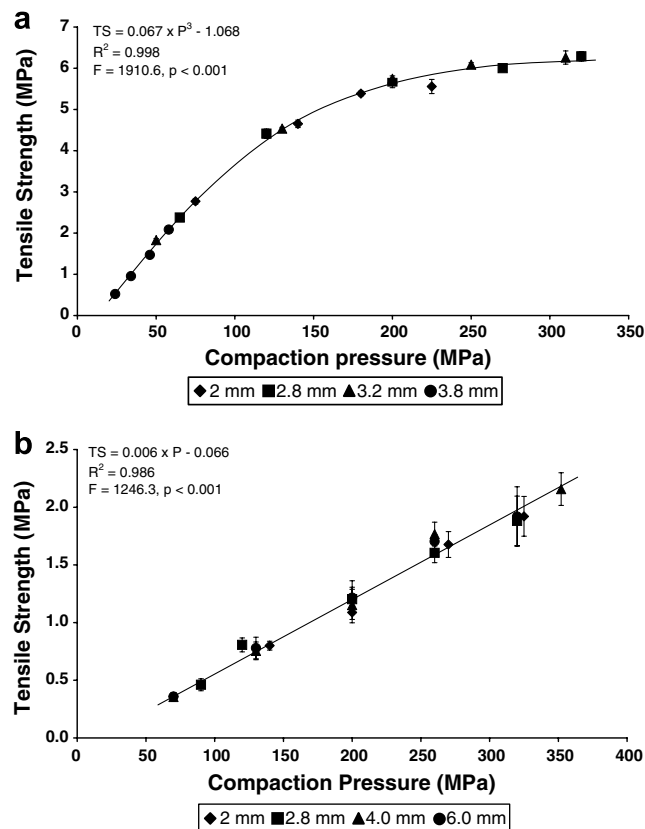 a
TS = 0.067 x P³ - 1.068
R² = 0.998
F = 1910.6, p < 0.001
Tensile Strength (MPa)
7
6
5
4
3
2
1
0
0 50 100 150 200 250 300 350
Compaction pressure (MPa)
2 mm 2.8 mm 3.2 mm 3.8 mm
b
TS = 0.006 x P - 0.066
R² = 0.986
F = 1246.3, p < 0.001
Tensile Strength (MPa)
2.5
2.0
1.5
1.0
0.5
0.0
0 50 100 150 200 250 300 350 400
Compaction Pressure (MPa)
2 mm 2.8 mm 4.0 mm 6.0 mm